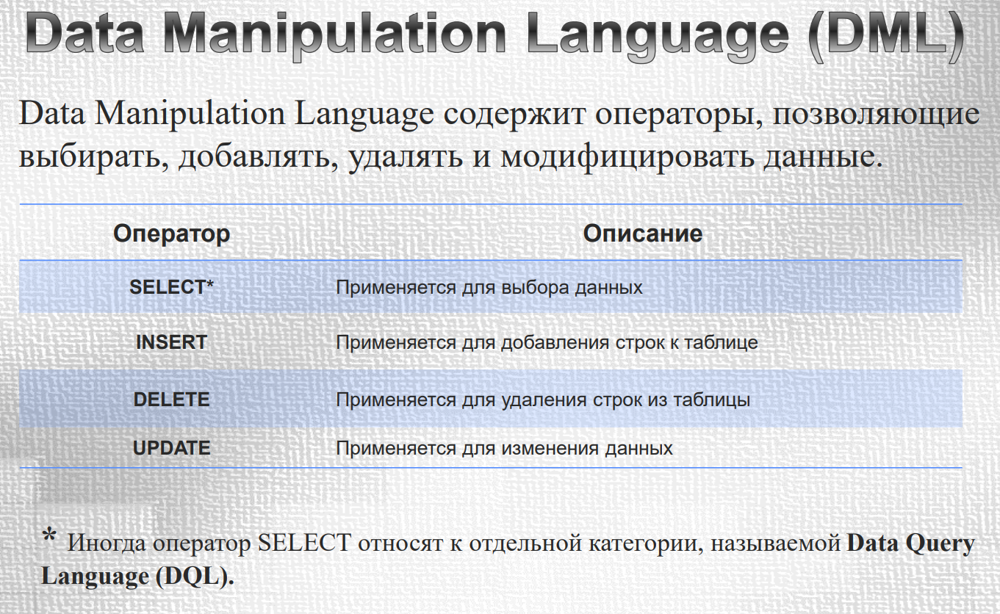 Data Manipulation Language (DML)
Data Manipulation Language содержит операторы, позволяющие
выбирать, добавлять, удалять и модифицировать данные.
Оператор Описание
SELECT* Применяется для выбора данных
INSERT Применяется для добавления строк к таблице
DELETE Применяется для удаления строк из таблицы
UPDATE Применяется для изменения данных
* Иногда оператор SELECT относят к отдельной категории, называемой Data Query
Language (DQL).